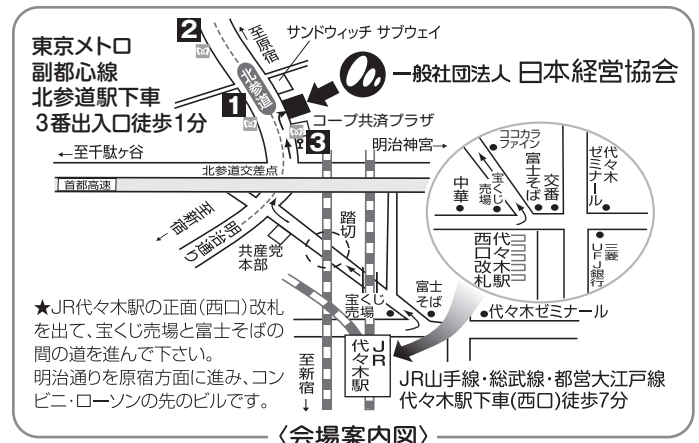 東京メトロ
副都心線
北参道駅下車
3番出入口徒歩1分
2
至原宿
サンドウィッチ サブウェイ
北参道
一般社団法人 日本経営協会
1
コープ共済プラザ
3
←至千駄ヶ谷
明治神宮→
北参道交差点
首都高速
至新宿
明治通り
共産党
本部
踏切
宝くじ
売場
富士
そば
代々木ゼミナール
ココカラ
ファイン
中華
宝くじ
売場
富士そば
交番
代々木
ゼミナール
代々木駅
西口改札
三菱
UFJ銀行
★JR代々木駅の正面(西口)改札
を出て、宝くじ売場と富士そばの
間の道を進んで下さい。
明治通りを原宿方面に進み、コン
ビニ・ローソンの先のビルです。
至新宿
JR
代々木駅
JR山手線・総武線・都営大江戸線
代々木駅下車(西口)徒歩7分
〈会場案内図〉